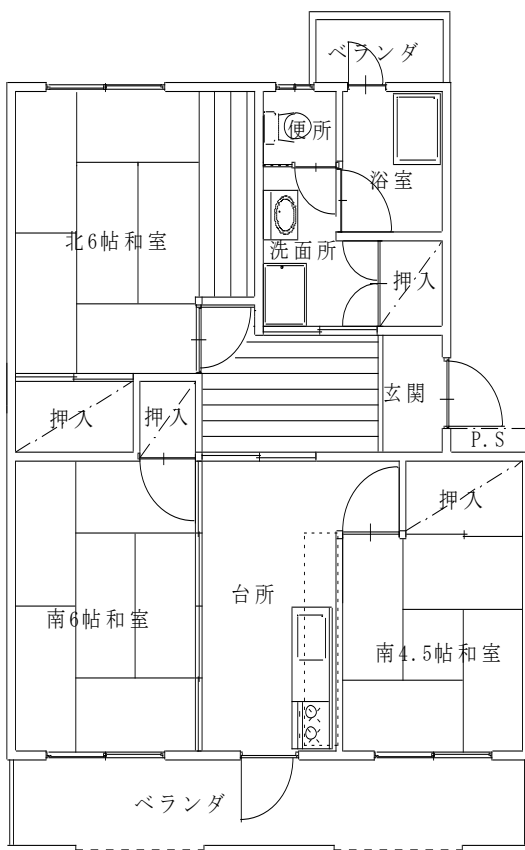 ベランダ
便所
浴室
北6帖和室
洗面所
押入
玄関
押入
押入
P.S
押入
台所
南6帖和室
南4.5帖和室
ベランダ